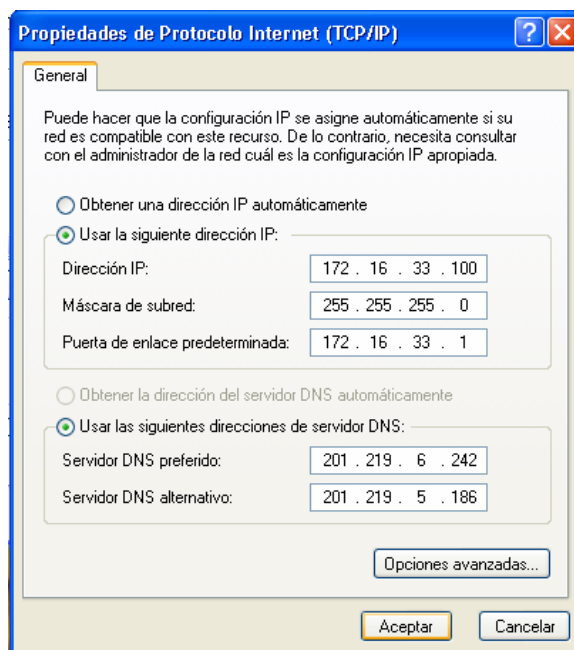 Propiedades de Protocolo Internet (TCP/IP)
General
Puede hacer que la configuración IP se asigne automáticamente si su
red es compatible con este recurso. De lo contrario, necesita consultar
con el administrador de la red cuál es la configuración IP apropiada.
Obtener una dirección IP automáticamente
Usar la siguiente dirección IP:
Dirección IP: 172 . 16 . 33 . 100
Máscara de subred: 255 . 255 . 255 . 0
Puerta de enlace predeterminada: 172 . 16 . 33 . 1
Obtener la dirección del servidor DNS automáticamente
Usar las siguientes direcciones de servidor DNS:
Servidor DNS preferido: 201 . 219 . 6 . 242
Servidor DNS alternativo: 201 . 219 . 5 . 186
Opciones avanzadas...
Aceptar Cancelar